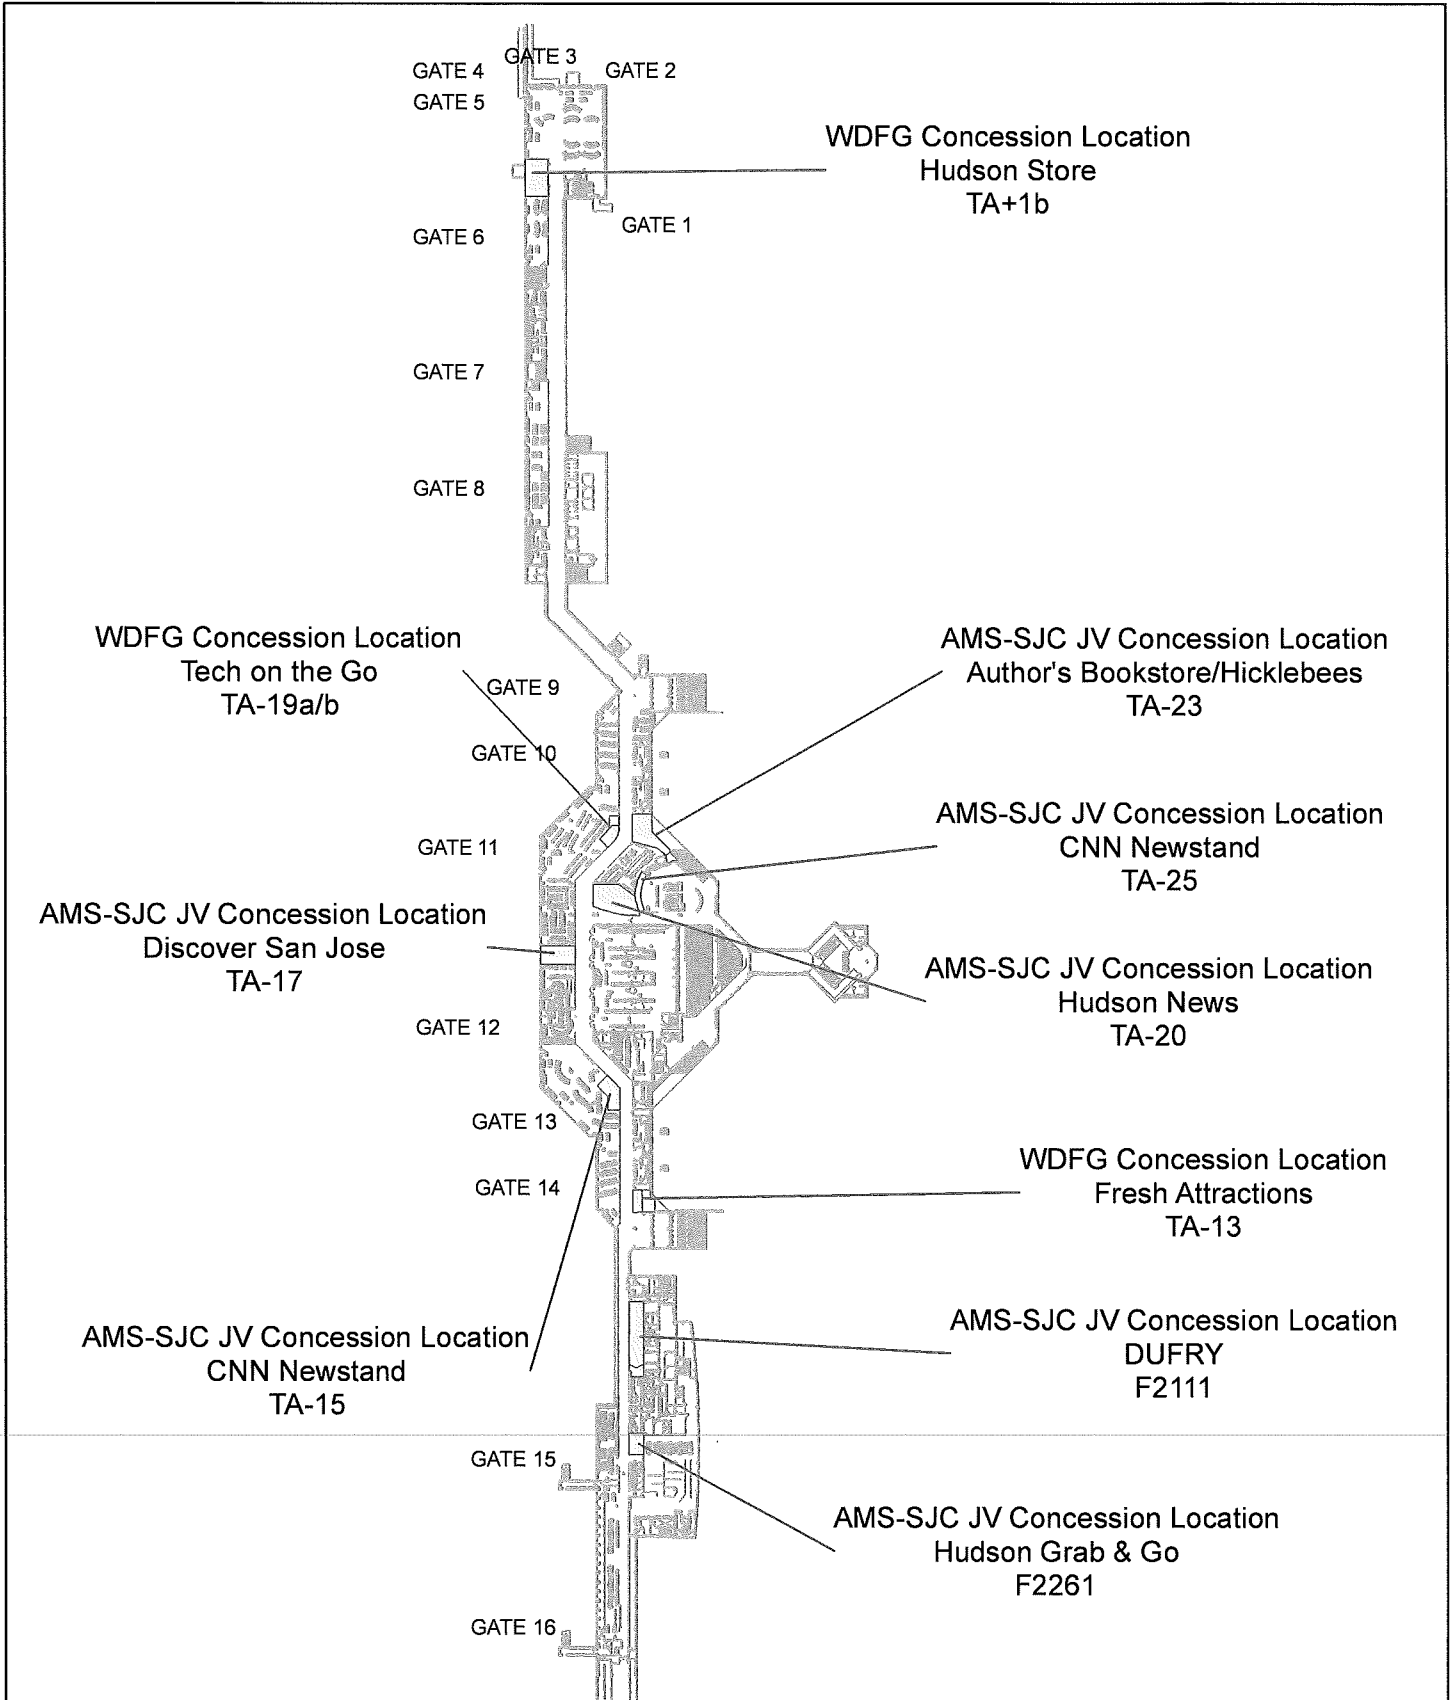 GATE 3
GATE 4
GATE 2
GATE 5
WDFG Concession Location
Hudson Store
TA+1b
GATE 1
GATE 6
GATE 7
GATE 8
WDFG Concession Location
Tech on the Go
TA-19a/b
AMS-SJC JV Concession Location
Author's Bookstore/Hicklebees
TA-23
GATE 9
GATE 10
AMS-SJC JV Concession Location
CNN Newstand
TA-25
GATE 11
AMS-SJC JV Concession Location
Discover San Jose
TA-17
AMS-SJC JV Concession Location
Hudson News
TA-20
GATE 12
GATE 13
WDFG Concession Location
Fresh Attractions
TA-13
GATE 14
AMS-SJC JV Concession Location
DUFRY
F2111
AMS-SJC JV Concession Location
CNN Newstand
TA-15
GATE 15
AMS-SJC JV Concession Location
Hudson Grab & Go
F2261
GATE 16